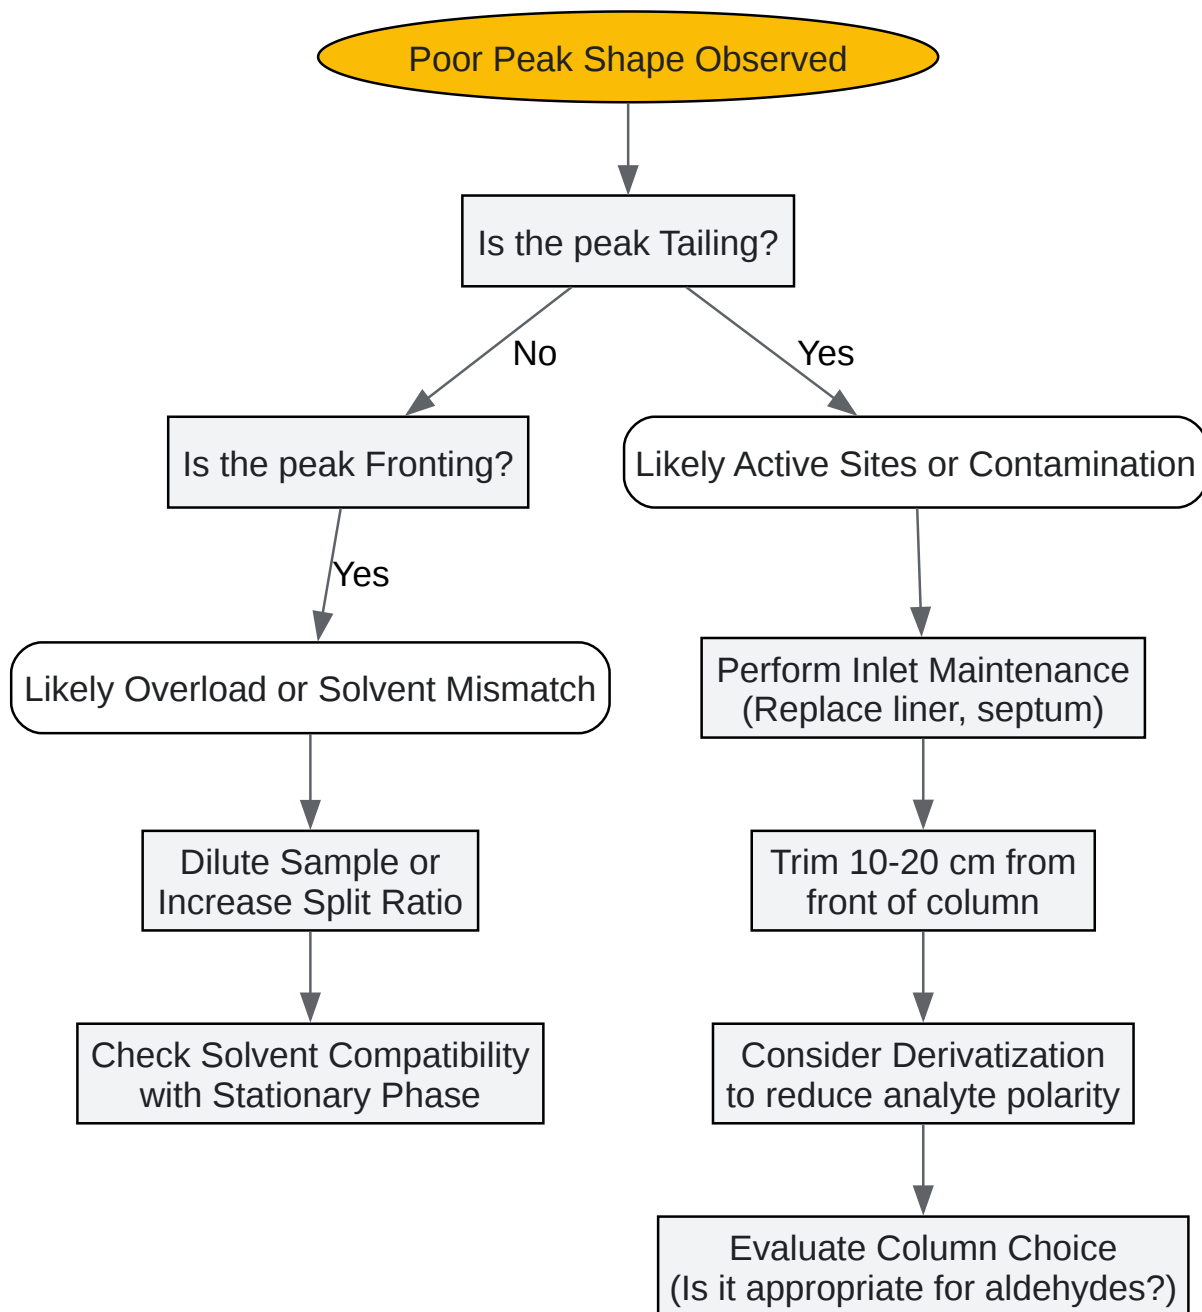 Poor Peak Shape Observed
Is the peak Tailing?
No
Yes
Is the peak Fronting?
Likely Active Sites or Contamination
Yes
Likely Overload or Solvent Mismatch
Perform Inlet Maintenance
(Replace liner, septum)
Dilute Sample or
Increase Split Ratio
Trim 10-20 cm from
front of column
Check Solvent Compatibility
with Stationary Phase
Consider Derivatization
to reduce analyte polarity
Evaluate Column Choice
(Is it appropriate for aldehydes?)